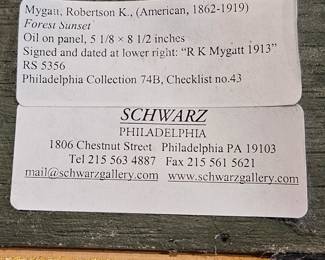 Mygatt, Robertson K., (American, 1862-1919)
Forest Sunset
Oil on panel, 5 1/8 × 8 1/2 inches
Signed and dated at lower right: "R K Mygatt 1913"
RS 5356
Philadelphia Collection 74B, Checklist no.43
SCHWARZ
PHILADELPHIA
1806 Chestnut Street Philadelphia PA 19103
Tel 215 563 4887 Fax 215 561 5621
mail@schwarzgallery.com www.schwarzgallery.com